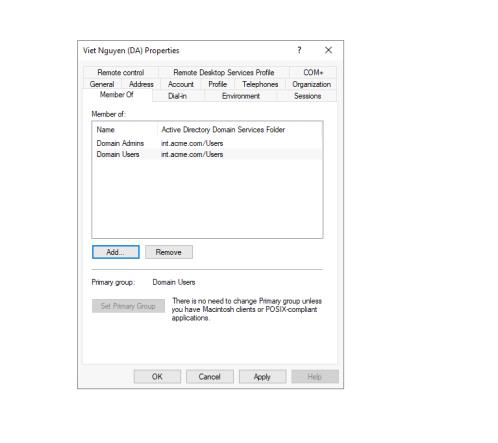 Viet Nguyen (DA) Properties ? ×
Remote control Remote Desktop Services Profile COM+
General Address Account Profile Telephones Organization
Member Of Dial-in Environment Sessions
Member of:
Name Active Directory Domain Services Folder
Domain Admins int.acme.com/Users
Domain Users int.acme.com/Users
Add... Remove
Primary group: Domain Users
Set Primary Group There is no need to change Primary group unless
you have Macintosh clients or POSIX-compliant
applications.
OK Cancel Apply Help